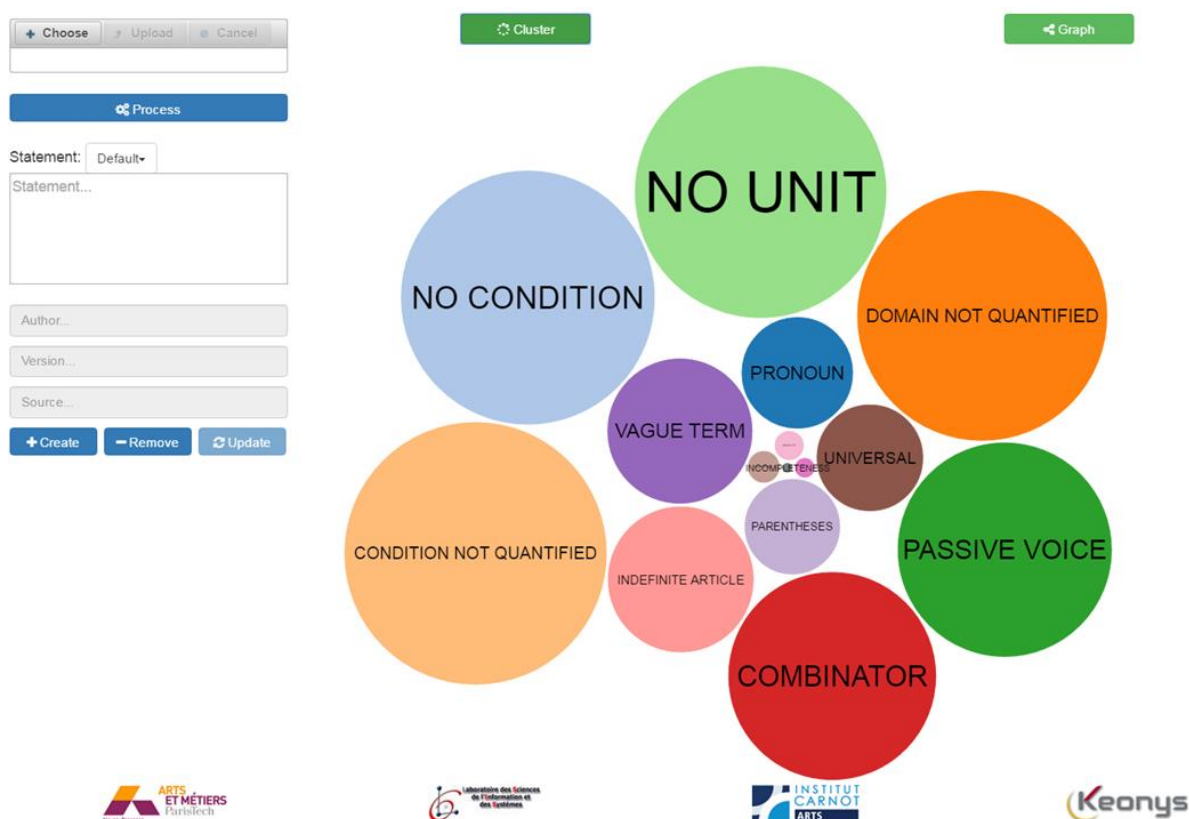 Choose
Upload
Cancel
Cluster
Graph
Process
Statement: Default
Statement...
Author...
Version...
Source...
Create
Remove
Update
NO UNIT
NO CONDITION
DOMAIN NOT QUANTIFIED
PRONOUN
VAGUE TERM
UNIVERSAL
INCOMPLETENESS
PARENTHESES
CONDITION NOT QUANTIFIED
PASSIVE VOICE
INDEFINITE ARTICLE
COMBINATOR
ARTS
ET MÉTIERS
ParisTech
Laboratoire des Sciences
de l'Information et
des Systèmes
INSTITUT
CARNOT
ARTS
Keonys